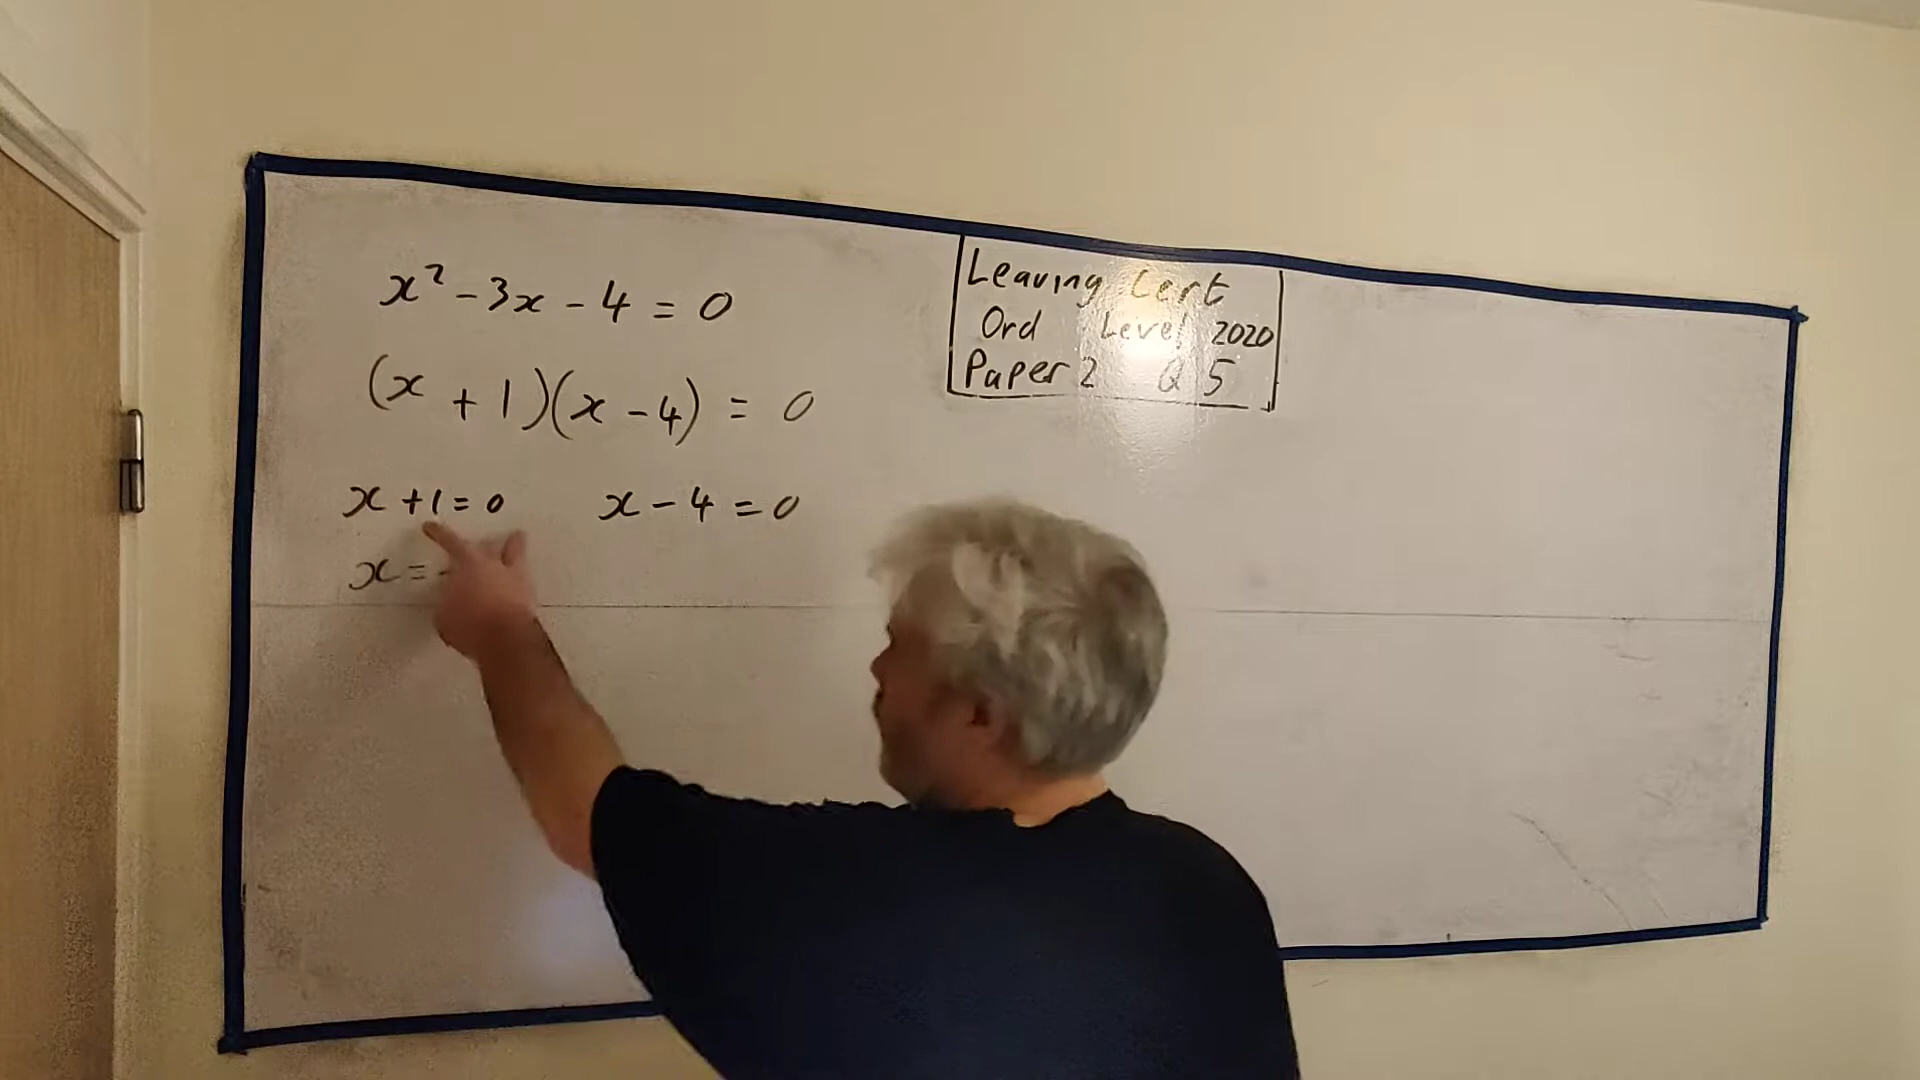 x² - 3x - 4 = 0
(x + 1)(x - 4) = 0
x + 1 = 0 x - 4 = 0
x = -
Leaving Cert
Ord Level 2020
Paper 2 Q 5